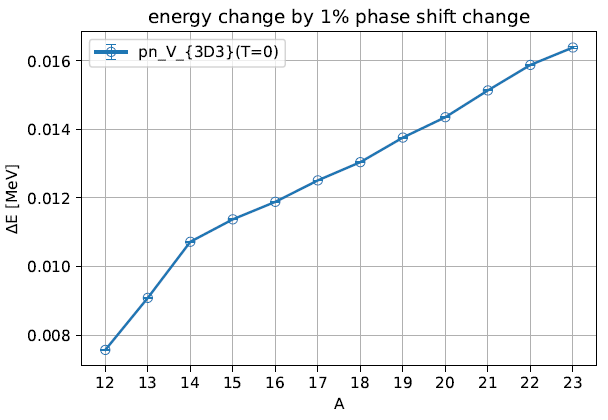 energy change by 1% phase shift change
pn_V_{3D3}(T=0)
ΔE [MeV]
0.016
0.014
0.012
0.010
0.008
12 13 14 15 16 17 18 19 20 21 22 23
A